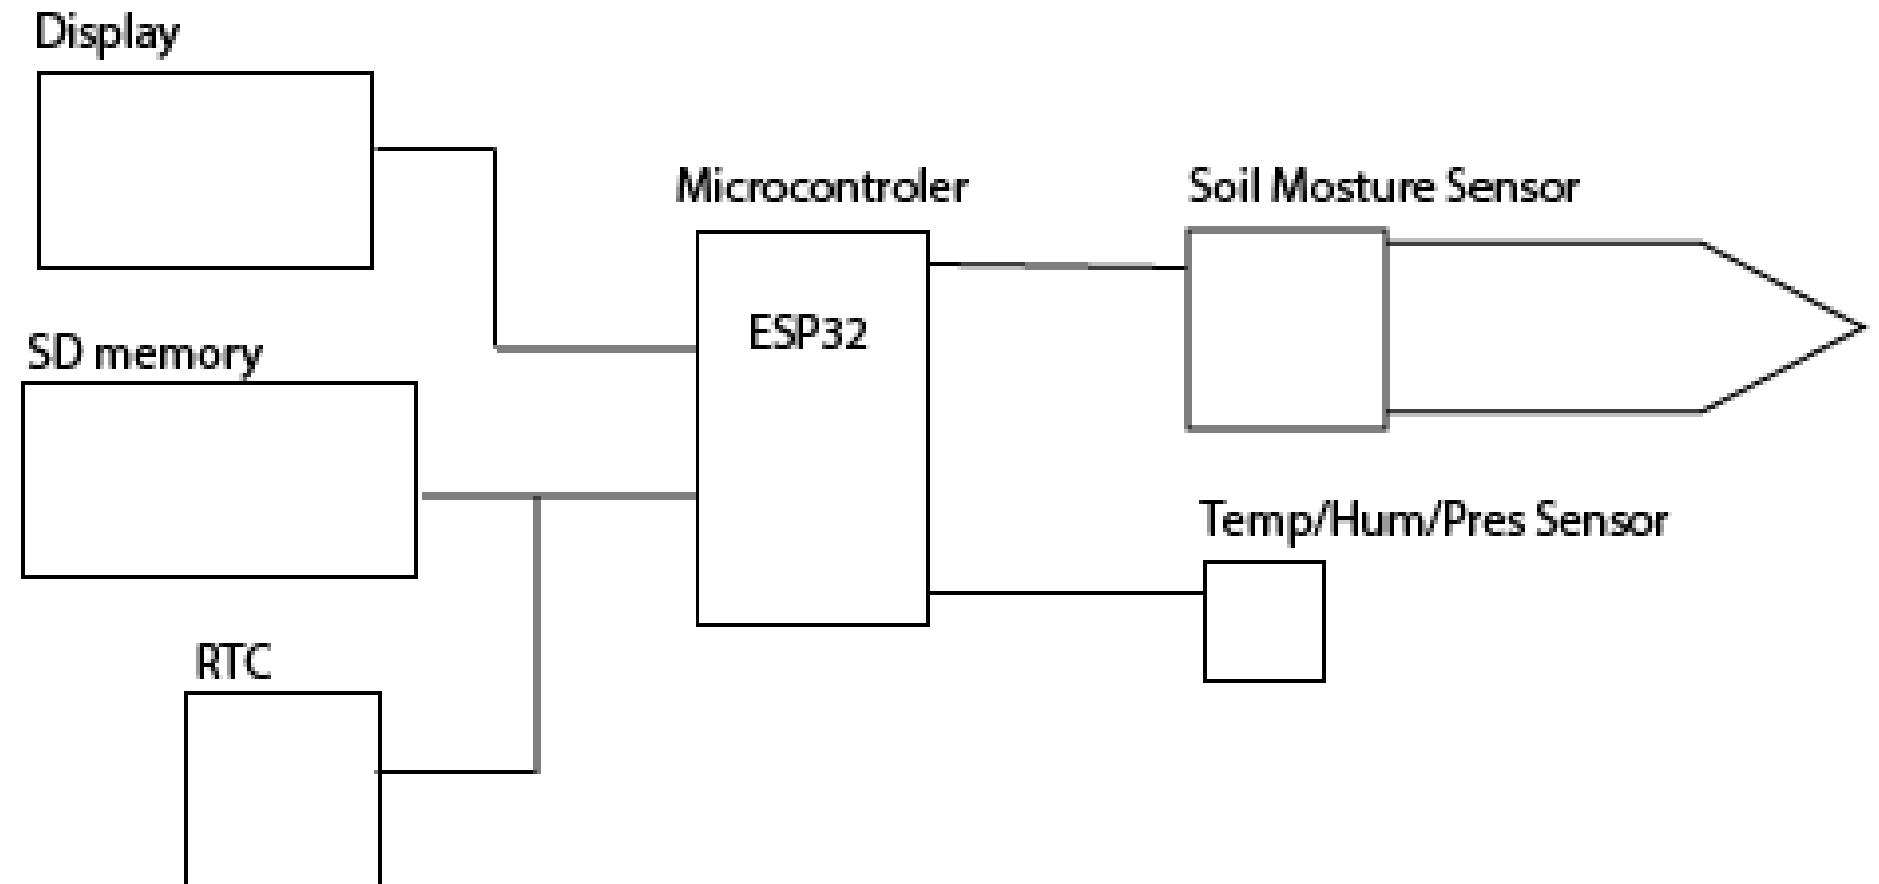 Display
Microcontroler
Soil Mosture Sensor
ESP32
SD memory
Temp/Hum/Pres Sensor
RTC